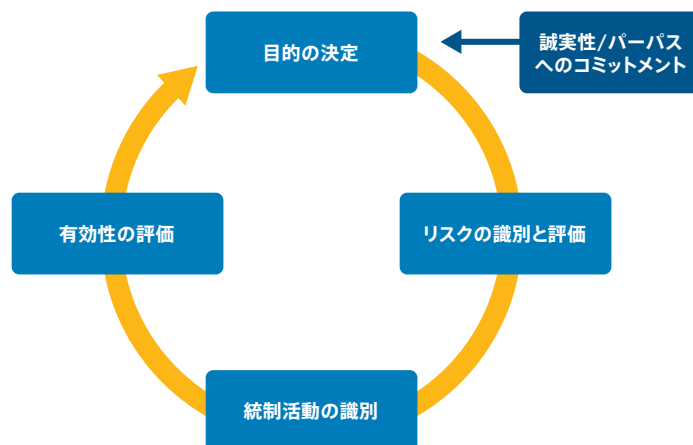 目的の決定
誠実性/パーパス
へのコミットメント
有効性の評価
リスクの識別と評価
統制活動の識別